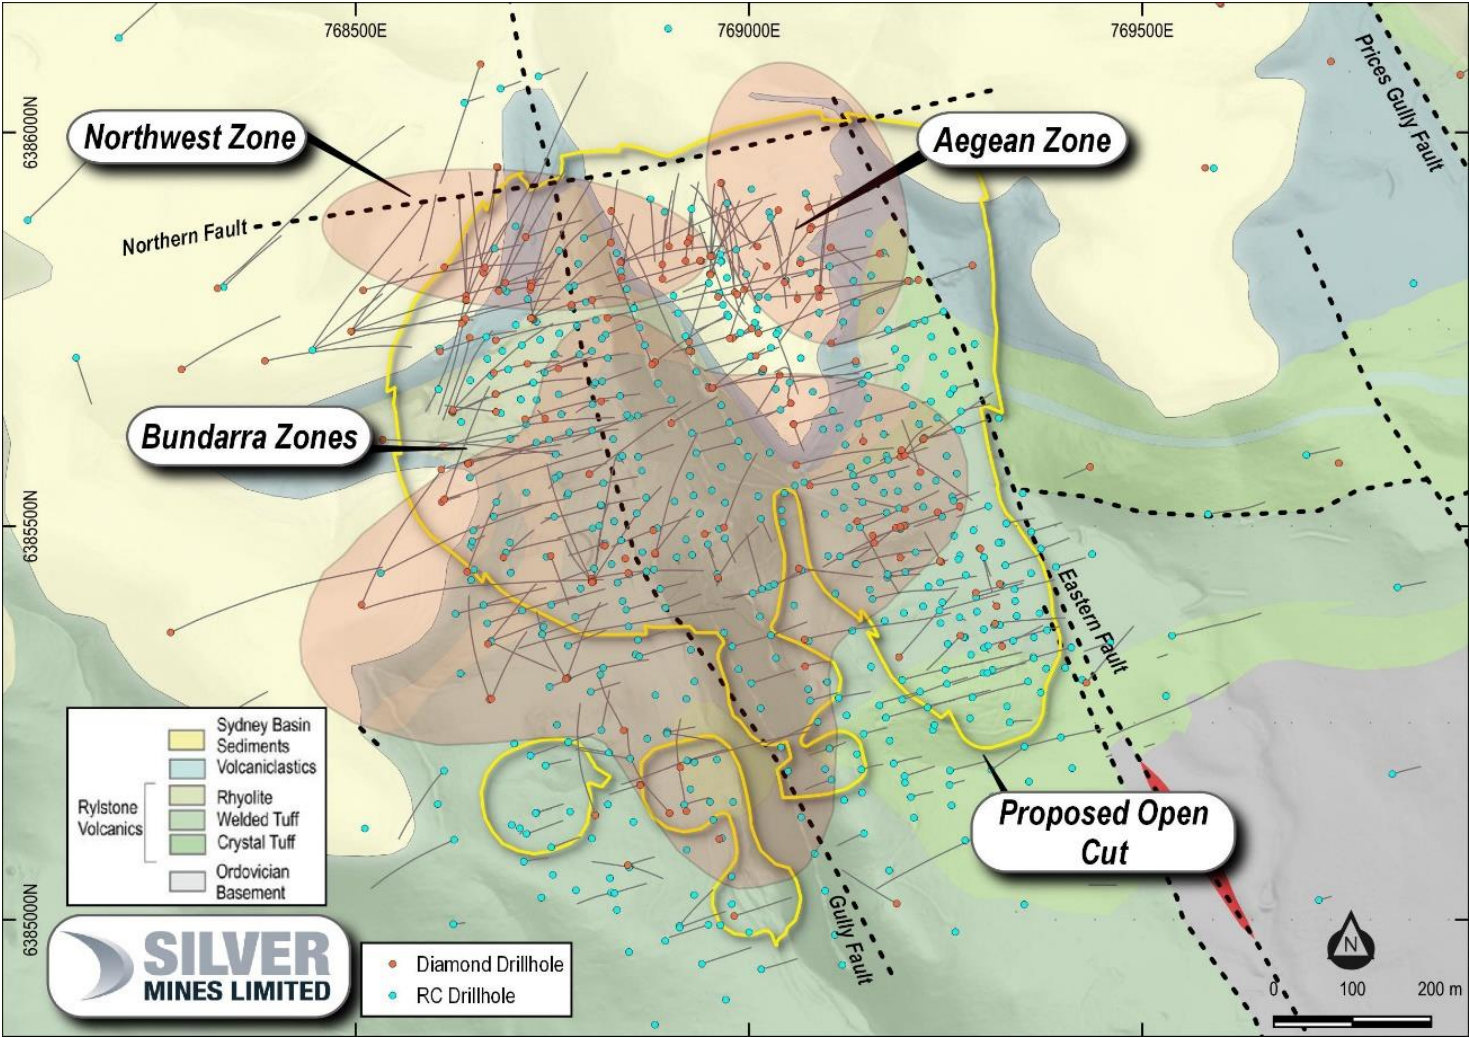 768500E
769000E
769500E
6386000N
6385500N
6385000N
Prices Gully Fault
Northwest Zone
Aegean Zone
Northern Fault
Bundarra Zones
Eastern Fault
Proposed Open
Cut
Gully Fault
Sydney Basin
Sediments
Volcaniclastics
Rylstone
Volcanics
Rhyolite
Welded Tuff
Crystal Tuff
Ordovician
Basement
SILVER
MINES LIMITED
Diamond Drillhole
RC Drillhole
N
0 100 200 m